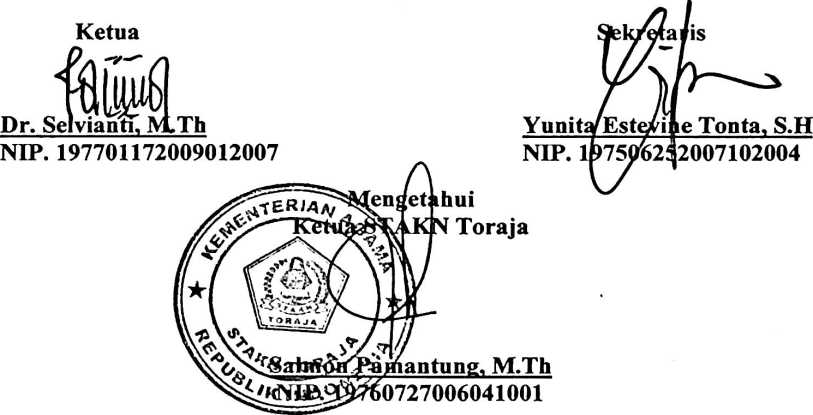 Ketua
Sekretaris
Dr. Selvianti, M.Th
Yunita Estevine Tonta, S.H
NIP. 197701172009012007
NIP. 197506252007102004
Mengetahui
Ketua STAKN Toraja
KEMENTERIAN AGAMA
REPUBLIK INDONESIA
STAKN TORAJA
TORAJA
Salmon Pamantung, M.Th
NIP. 19760727006041001